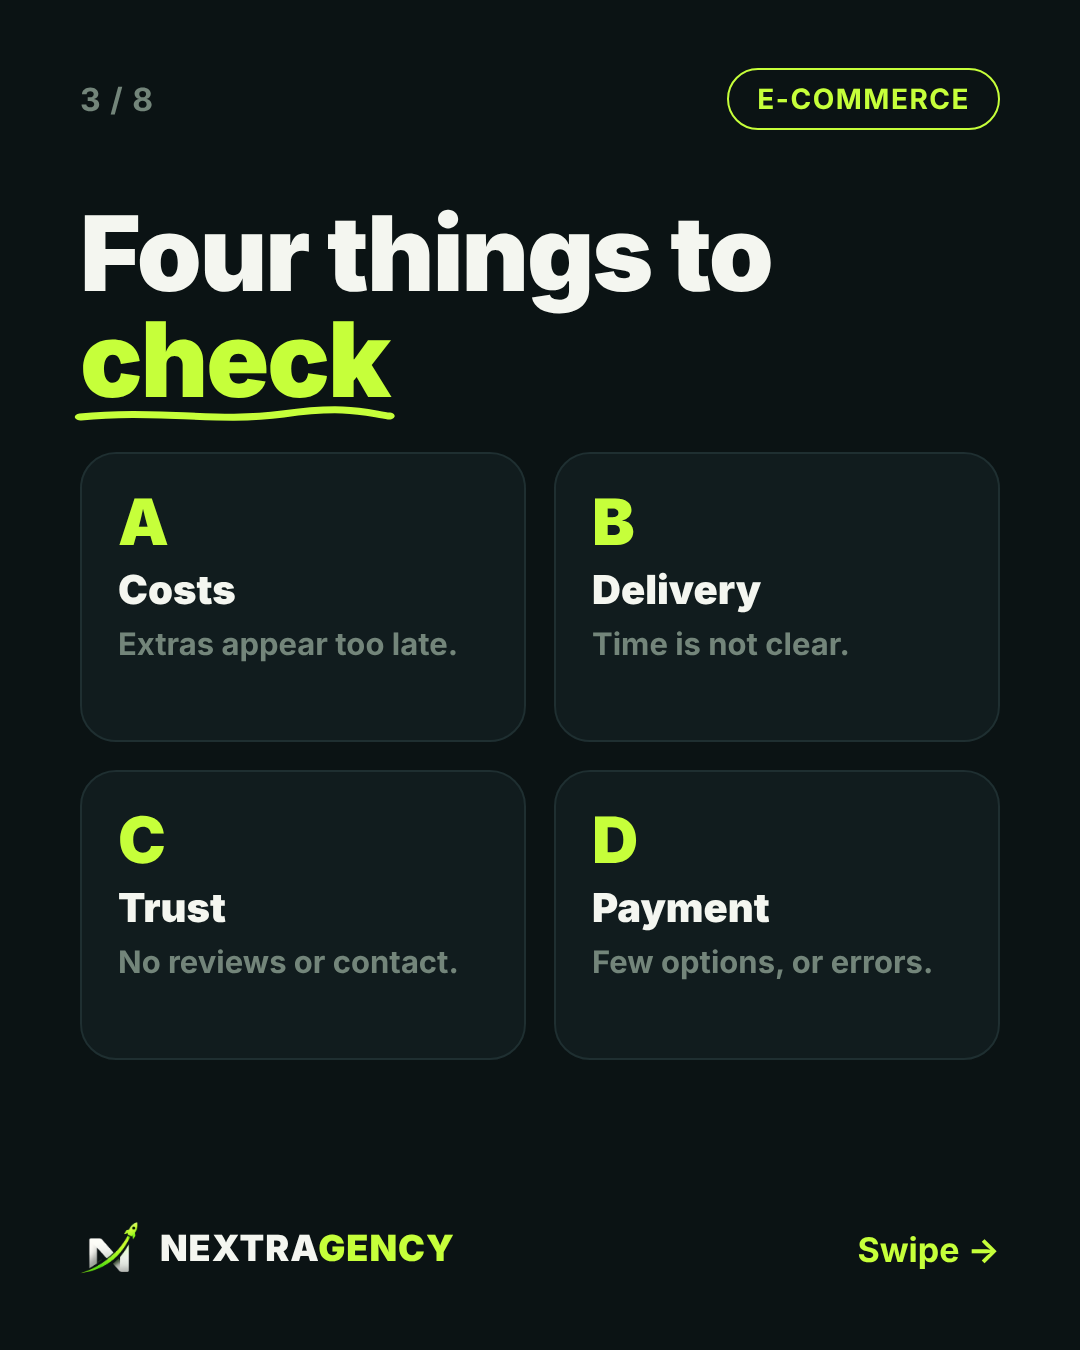 3 / 8
E-COMMERCE
Four things to
check
A
Costs
Extras appear too late.
B
Delivery
Time is not clear.
C
Trust
No reviews or contact.
D
Payment
Few options, or errors.
NEXTRAGENCY
Swipe →